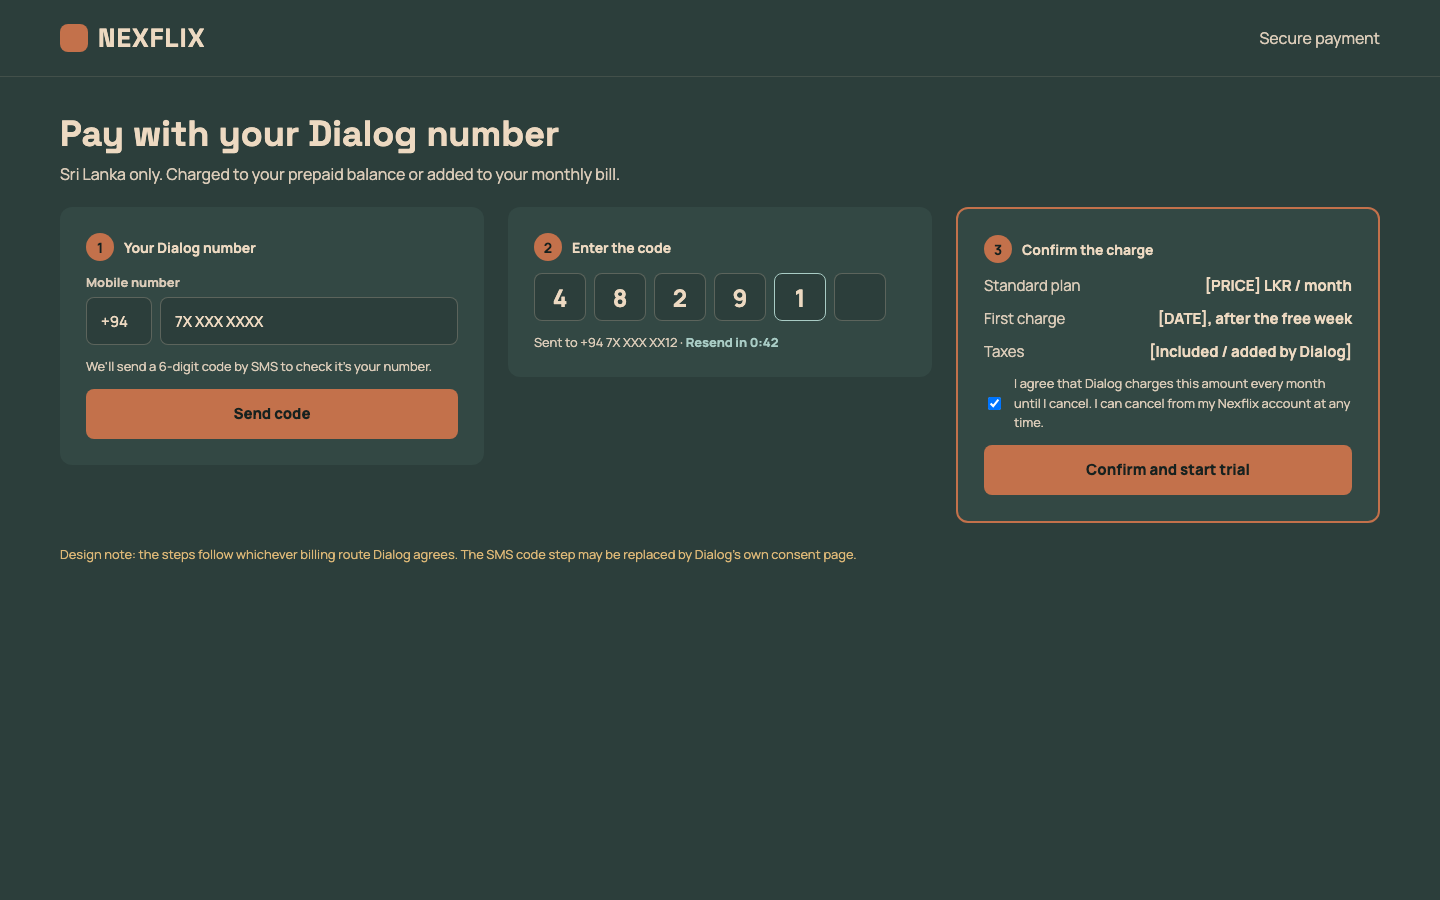 NEXFLIX
Secure payment
Pay with your Dialog number
Sri Lanka only. Charged to your prepaid balance or added to your monthly bill.
1 Your Dialog number
Mobile number
+94 7X XXX XXXX
We'll send a 6-digit code by SMS to check it's your number.
Send code
2 Enter the code
4 8 2 9 1
Sent to +94 7X XXX XX12 · Resend in 0:42
3 Confirm the charge
Standard plan [PRICE] LKR / month
First charge [DATE], after the free week
Taxes [Included / added by Dialog]
I agree that Dialog charges this amount every month
until I cancel. I can cancel from my Nexflix account at any
time.
Confirm and start trial
Design note: the steps follow whichever billing route Dialog agrees. The SMS code step may be replaced by Dialog's own consent page.